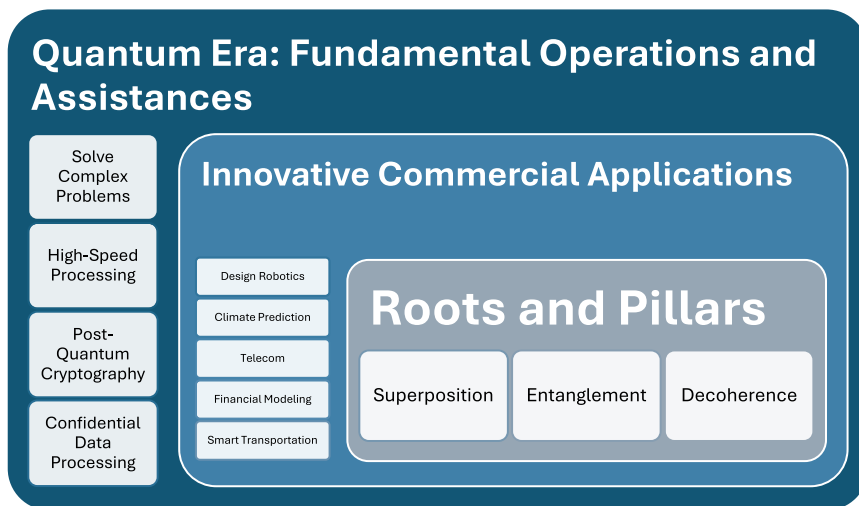 Quantum Era: Fundamental Operations and
Assistances
Solve
Complex
Problems
High-Speed
Processing
Post-
Quantum
Cryptography
Confidential
Data
Processing
Innovative Commercial Applications
Design Robotics
Climate Prediction
Telecom
Financial Modeling
Smart Transportation
Roots and Pillars
Superposition
Entanglement
Decoherence